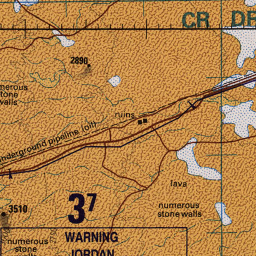 CR DR
2890
numerous
stone
walls
ruins
underground pipeline (oil)
lava
numerous
stone walls
3510
3⁷
numerous
stone
WARNING
JORDAN